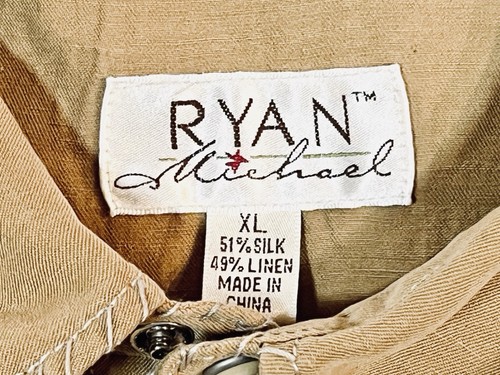 RYAN™
Michael
XL
51% SILK
49% LINEN
MADE IN
CHINA